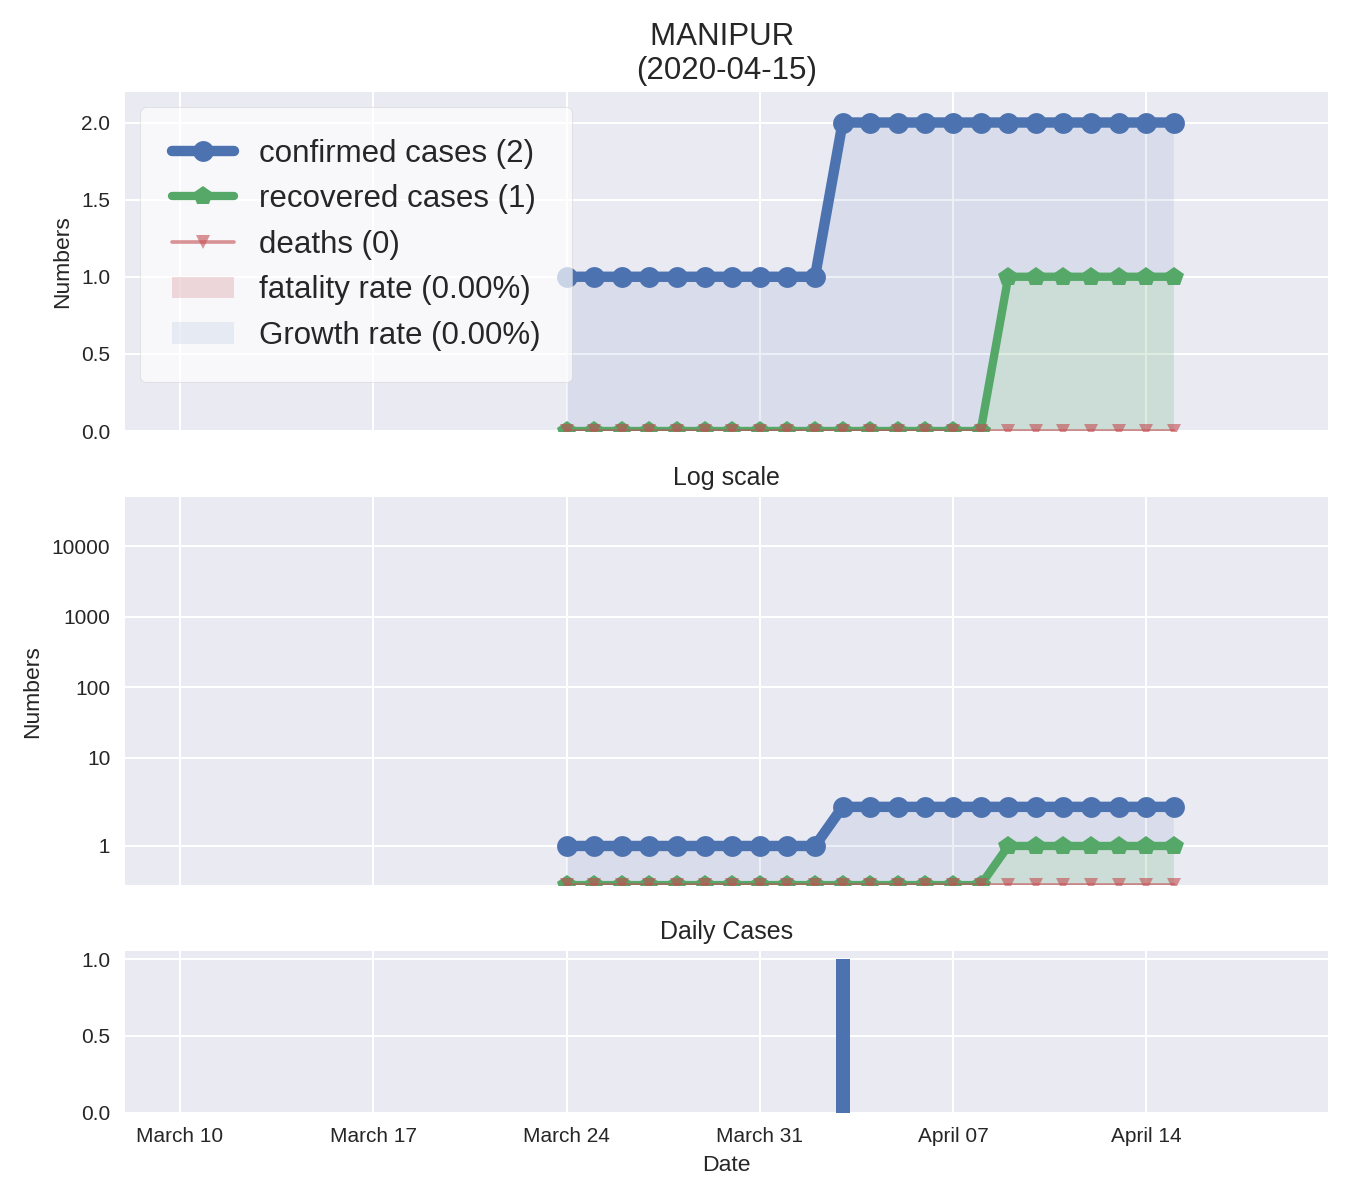 MANIPUR
(2020-04-15)
2.0
1.5
1.0
0.5
0.0
Numbers
confirmed cases (2)
recovered cases (1)
deaths (0)
fatality rate (0.00%)
Growth rate (0.00%)
Log scale
10000
1000
100
10
1
Numbers
Daily Cases
1.0
0.5
0.0
March 10 March 17 March 24 March 31 April 07 April 14
Date